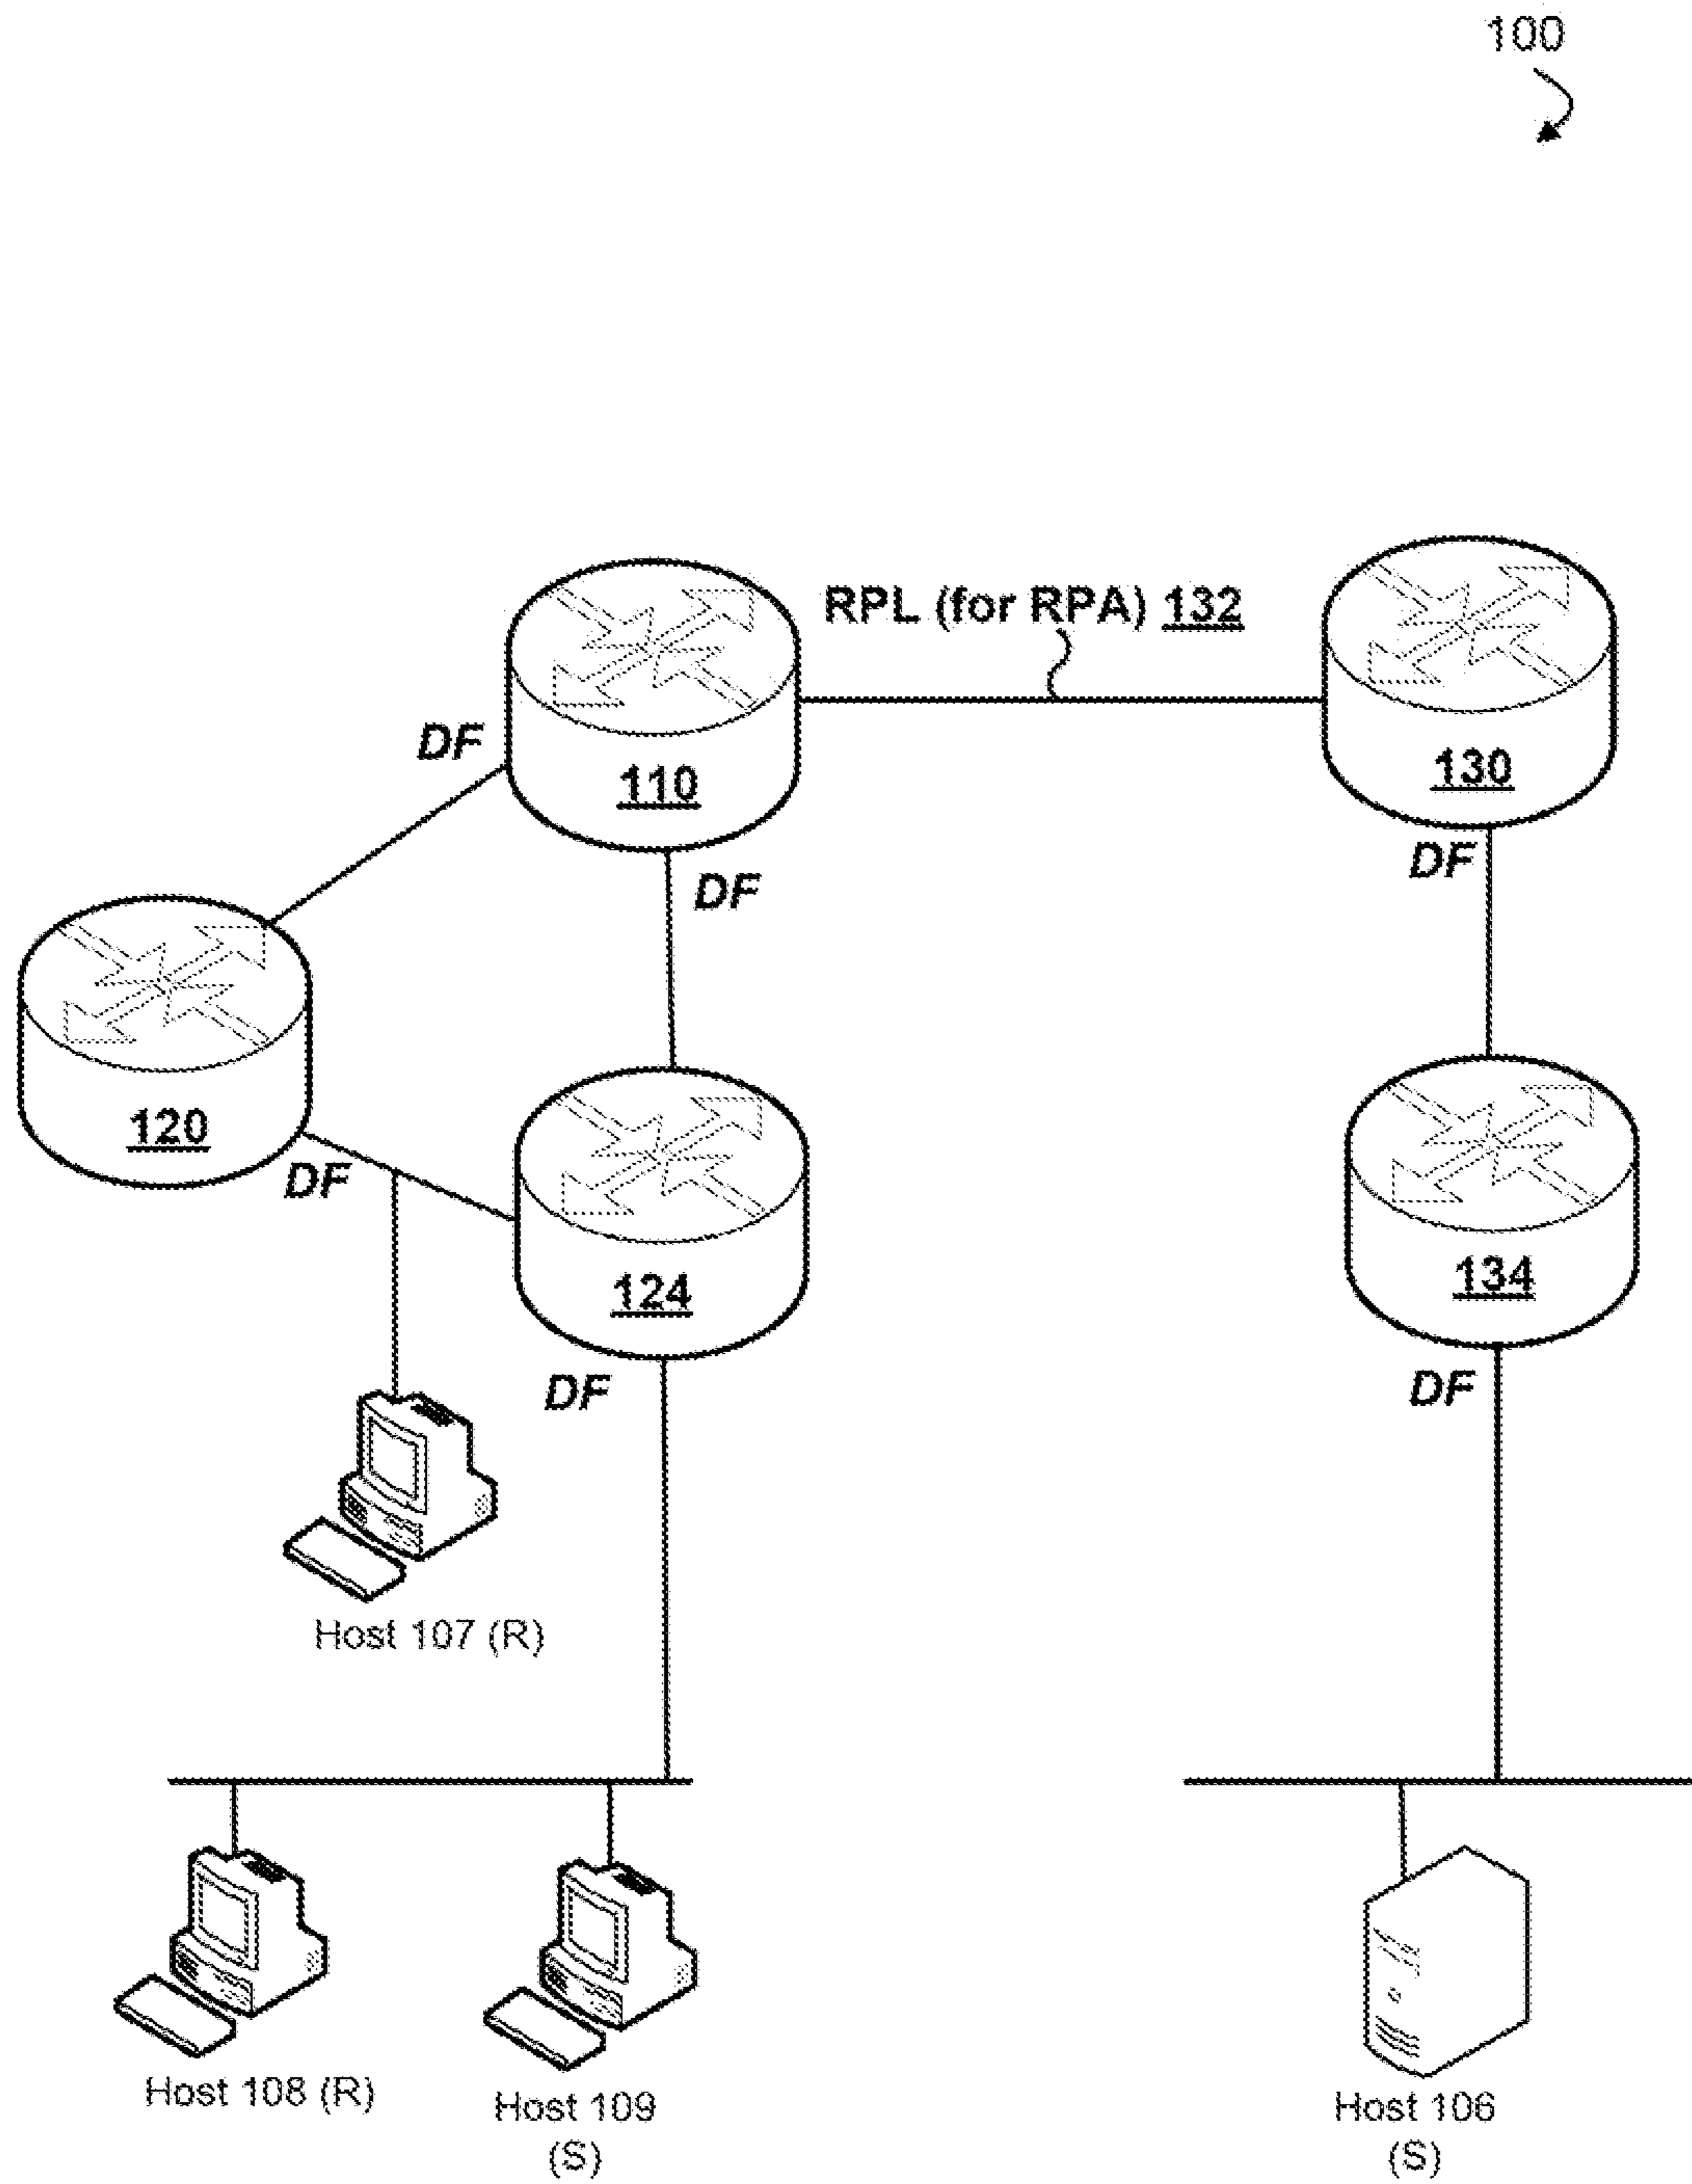 100
RPL (for RPA) 132
DF
110
130
DF
DF
120
DF
124
134
DF
DF
Host 107 (R)
Host 108 (R)
Host 109
(S)
Host 106
(S)